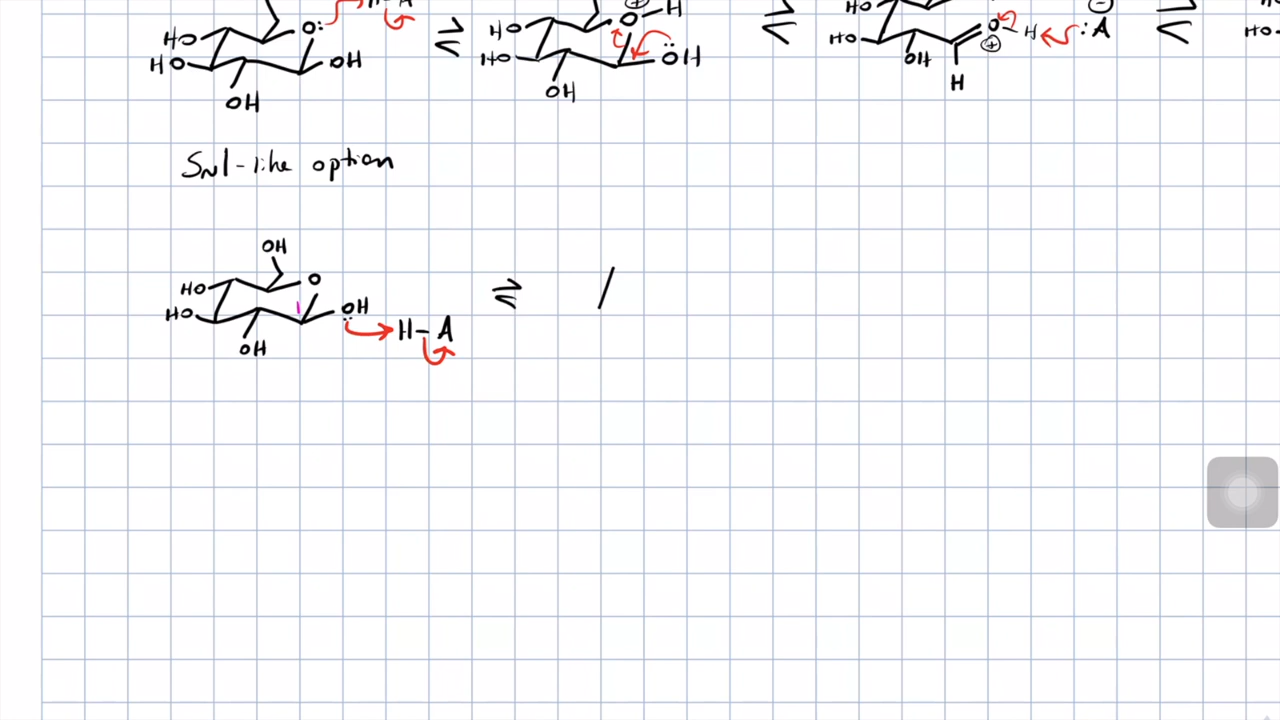 H-A
O: HO HO OH OH
⇌
⊕ O-H HO HO OH OH
⇌
HO HO OH O ⊕ H H :A ⊖
⇌
HO
SN1-like option
OH
HO O
HO 1 OH
OH
H-A
⇌